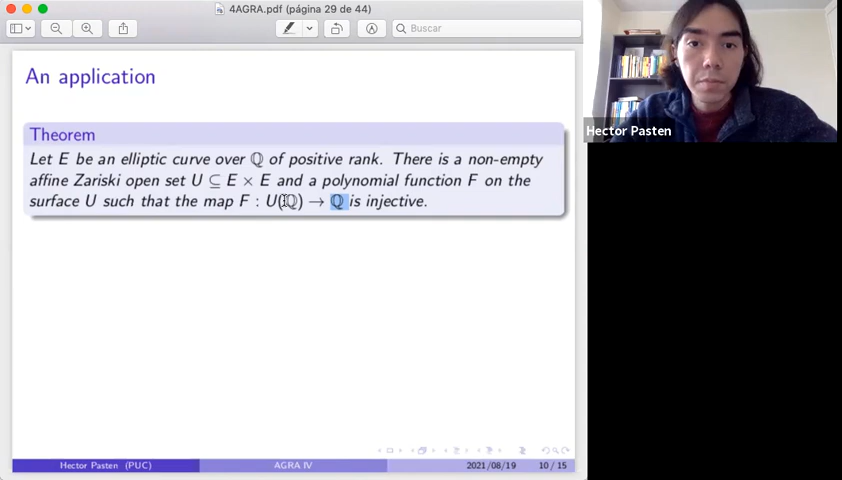 4AGRA.pdf (página 29 de 44)
Buscar
An application
Theorem
Let E be an elliptic curve over ℚ of positive rank. There is a non-empty
affine Zariski open set U ⊆ E × E and a polynomial function F on the
surface U such that the map F : U(ℚ) → ℚ is injective.
Hector Pasten
Hector Pasten (PUC) AGRA IV 2021/08/19 10 / 15